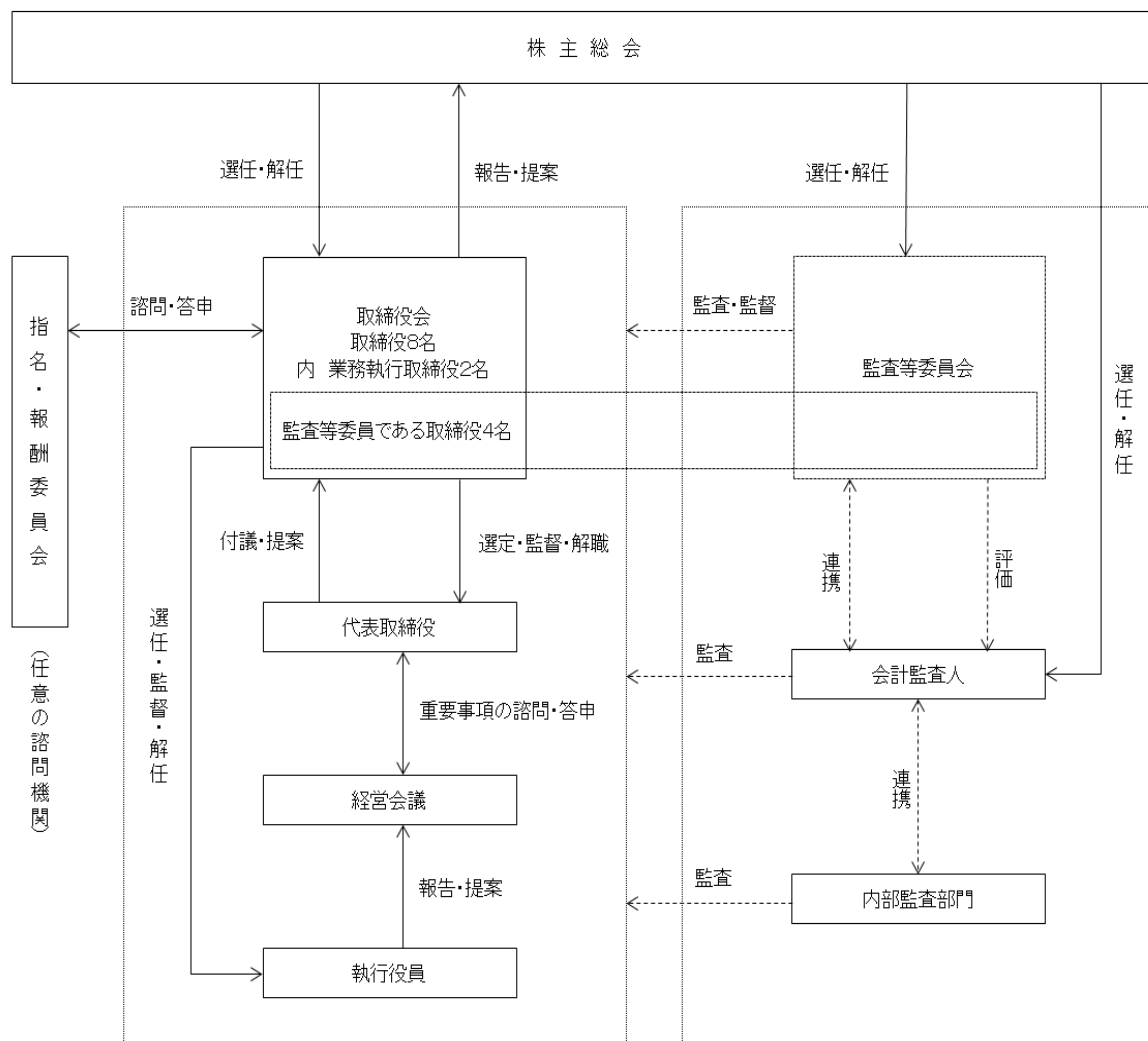 株 主 総 会
選任・解任
報告・提案
選任・解任
選任・解任
指名・報酬委員会
(任意の諮問機関)
諮問・答申
取締役会
取締役8名
内 業務執行取締役2名
監査等委員である取締役4名
監査・監督
監査等委員会
付議・提案
選定・監督・解職
連携
評価
選任・監督・解任
代表取締役
監査
会計監査人
重要事項の諮問・答申
経営会議
連携
報告・提案
監査
内部監査部門
執行役員